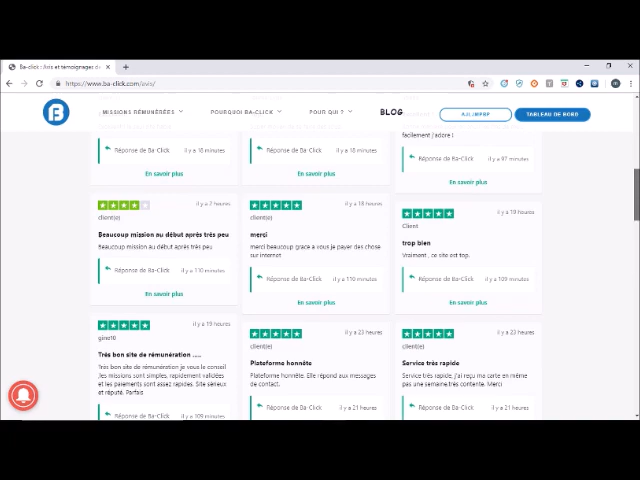 Ba-click : Avis et témoignages de
https://www.ba-click.com/avis/
MISSIONS RÉMUNÉRÉES
POURQUOI BA-CLICK
POUR QUI ?
BLOG
TABLEAU DE BORD
facilement j adore !
Réponse de Ba-Click il y a 18 minutes
En savoir plus
Réponse de Ba-Click il y a 18 minutes
En savoir plus
Réponse de Ba-Click il y a 97 minutes
En savoir plus
il y a 2 heures
client(e)
Beaucoup mission au début après très peu
Beaucoup mission au début après très peu
Réponse de Ba-Click il y a 110 minutes
En savoir plus
il y a 18 heures
client(e)
merci
merci beaucoup grace a vous je payer des chose
sur internet
Réponse de Ba-Click il y a 110 minutes
En savoir plus
il y a 19 heures
Client
trop bien
Vraiment , ce site est top.
Réponse de Ba-Click il y a 109 minutes
En savoir plus
il y a 19 heures
gine10
Très bon site de rémunération .....
Très bon site de rémunération je vous le conseil
,les missions sont simples, rapidement validées
et les paiements sont assez rapides. Site sérieux
et réputé. Parfais
Réponse de Ba-Click il y a 109 minutes
il y a 23 heures
client(e)
Plateforme honnête
Plateforme honnête. Elle répond aux messages
de contact.
Réponse de Ba-Click il y a 21 heures
il y a 23 heures
client(e)
Service très rapide
Service très rapide, j'ai reçu ma carte en même
pas une semaine très contente. Merci
Réponse de Ba-Click il y a 21 heures